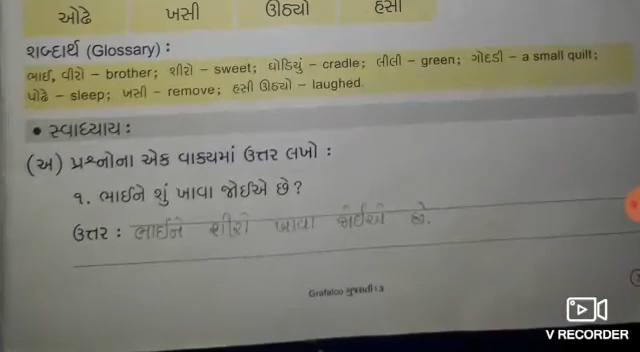 ઓઢે ખસી ઊઠ્યો હસી
શબ્દાર્થ (Glossary) :
ભાઈ, વીરો – brother; શીરો – sweet; ઘોડિયું – cradle; લીલી – green; ગોદડી – a small quilt;
પોઢે – sleep; ખસી – remove; હસી ઊઠ્યો – laughed.
• સ્વાધ્યાય :
(અ) પ્રશ્નોના એક વાક્યમાં ઉત્તર લખો :
૧. ભાઈને શું ખાવા જોઈએ છે?
ઉત્તર : ભાઈને શીરો ખાવા જોઈએ છે.
Grafalco ગુજરાતી : ૩
V RECORDER